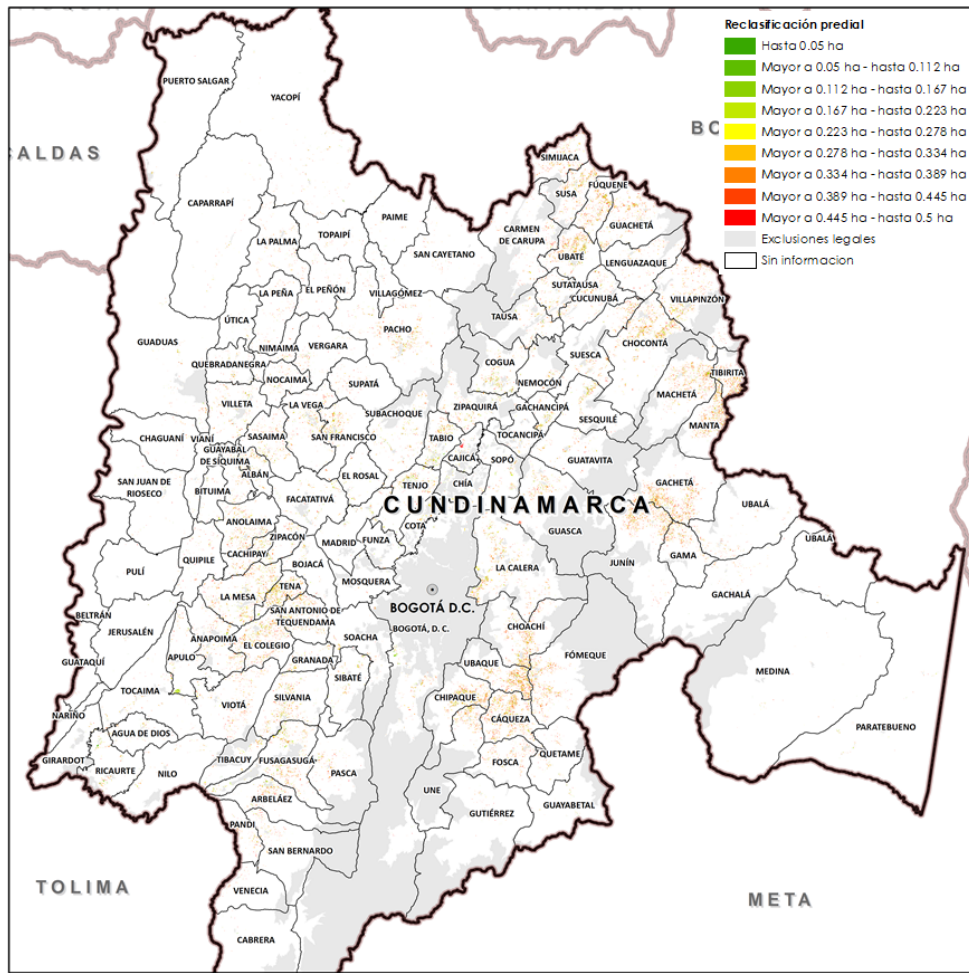 Reclasificación predial
Hasta 0.05 ha
Mayor a 0.05 ha - hasta 0.112 ha
Mayor a 0.112 ha - hasta 0.167 ha
Mayor a 0.167 ha - hasta 0.223 ha
Mayor a 0.223 ha - hasta 0.278 ha
Mayor a 0.278 ha - hasta 0.334 ha
Mayor a 0.334 ha - hasta 0.389 ha
Mayor a 0.389 ha - hasta 0.445 ha
Mayor a 0.445 ha - hasta 0.5 ha
Exclusiones legales
Sin informacion
PUERTO SALGAR
YACOPÍ
BO
CALDAS
SIMIJACA
SUSA
FÚQUENE
CAPARRAPÍ
PAIME
GUACHETÁ
LA PALMA
TOPAIPÍ
CARMEN
DE CARUPA
SAN CAYETANO
UBATÉ
LENGUAZAQUE
LA PEÑA
EL PEÑÓN
VILLAGÓMEZ
SUTATAUSA
CUCUNUBÁ
VILLAPINZÓN
ÚTICA
TAUSA
PACHO
GUADUAS
NIMAIMA
VERGARA
CHOCONTÁ
QUEBRADANEGRA
COGUA
SUESCA
NOCAIMA
SUPATÁ
NEMOCÓN
TIBIRITA
MACHETÁ
VILLETA
LA VEGA
SUBACHOQUE
ZIPAQUIRÁ
GACHANCIPÁ
SESQUILÉ
MANTA
CHAGUANÍ
VIANÍ
SASAIMA
SAN FRANCISCO
TABIO
TOCANCIPÁ
GUAYABAL
DE SÍQUIMA
CAJICÁ
SOPÓ
GUATAVITA
ALBÁN
EL ROSAL
SAN JUAN DE
RIOSECO
BITUIMA
FACATATIVÁ
TENJO
CHÍA
GACHETÁ
CUNDINAMARCA
UBALÁ
ANOLAIMA
COTA
GUASCA
ZIPACÓN
MADRID
FUNZA
UBALÁ
CACHIPAY
GAMA
QUIPILE
BOJACÁ
JUNÍN
PULÍ
LA CALERA
MOSQUERA
TENA
GACHALÁ
LA MESA
BOGOTÁ D.C.
BELTRÁN
SAN ANTONIO DE
TEQUENDAMA
CHOACHÍ
JERUSALÉN
BOGOTÁ, D. C.
ANAPOIMA
SOACHA
EL COLEGIO
FÓMEQUE
APULO
GRANADA
UBAQUE
GUATAQUÍ
MEDINA
SIBATÉ
TOCAIMA
SILVANIA
CHIPAQUE
VIOTÁ
NARIÑO
CÁQUEZA
PARATEBUENO
AGUA DE DIOS
QUETAME
GIRARDOT
TIBACUY
FUSAGASUGÁ
FOSCA
RICAURTE
NILO
PASCA
UNE
ARBELÁEZ
GUAYABETAL
GUTIÉRREZ
PANDI
SAN BERNARDO
TOLIMA
VENECIA
META
CABRERA